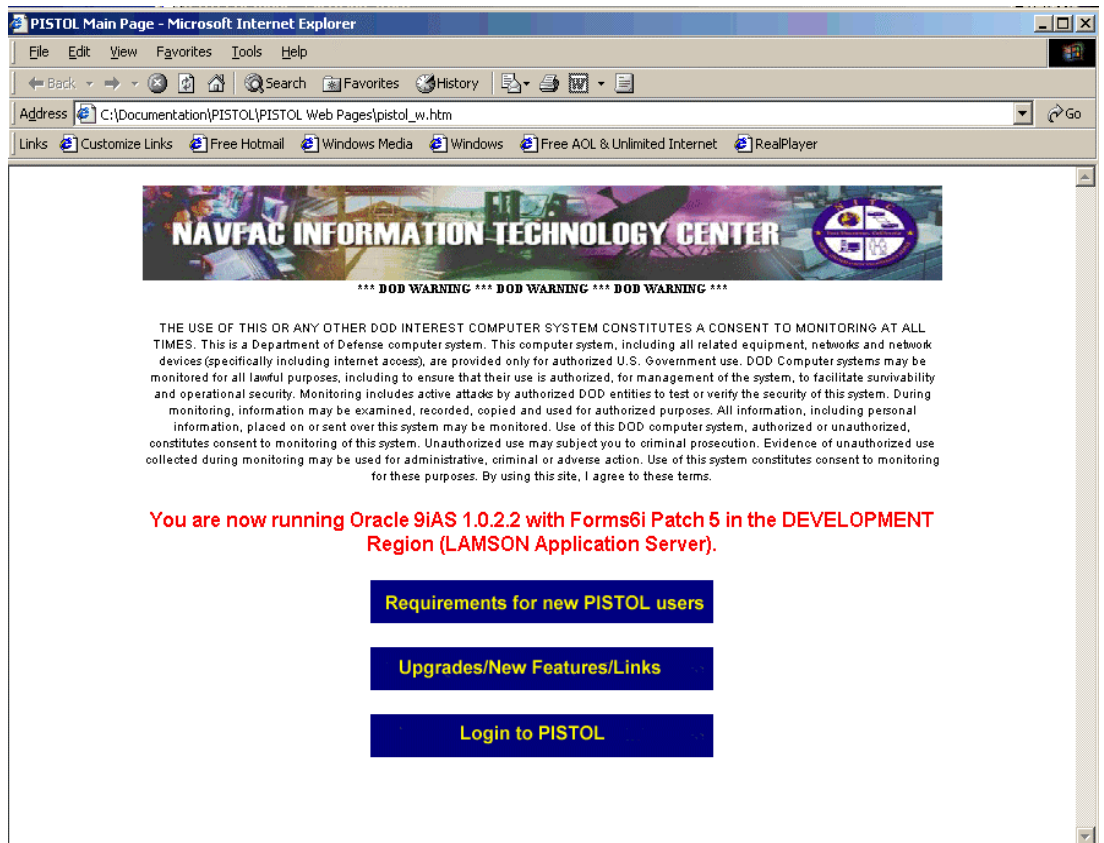 PISTOL Main Page - Microsoft Internet Explorer
File Edit View Favorites Tools Help
Back Search Favorites History
Address C:\Documentation\PISTOL\PISTOL Web Pages\pistol_w.htm Go
Links Customize Links Free Hotmail Windows Media Windows Free AOL & Unlimited Internet RealPlayer
NAVFAC INFORMATION TECHNOLOGY CENTER
*** DOD WARNING *** DOD WARNING *** DOD WARNING ***
THE USE OF THIS OR ANY OTHER DOD INTEREST COMPUTER SYSTEM CONSTITUTES A CONSENT TO MONITORING AT ALL
TIMES. This is a Department of Defense computer system. This computer system, including all related equipment, networks and network
devices (specifically including internet access), are provided only for authorized U.S. Government use. DOD Computer systems may be
monitored for all lawful purposes, including to ensure that their use is authorized, for management of the system, to facilitate survivability
and operational security. Monitoring includes active attacks by authorized DOD entities to test or verify the security of this system. During
monitoring, information may be examined, recorded, copied and used for authorized purposes. All information, including personal
information, placed on or sent over this system may be monitored. Use of this DOD computer system, authorized or unauthorized,
constitutes consent to monitoring of this system. Unauthorized use may subject you to criminal prosecution. Evidence of unauthorized use
collected during monitoring may be used for administrative, criminal or adverse action. Use of this system constitutes consent to monitoring
for these purposes. By using this site, I agree to these terms.
You are now running Oracle 9iAS 1.0.2.2 with Forms6i Patch 5 in the DEVELOPMENT
Region (LAMSON Application Server).
Requirements for new PISTOL users
Upgrades/New Features/Links
Login to PISTOL